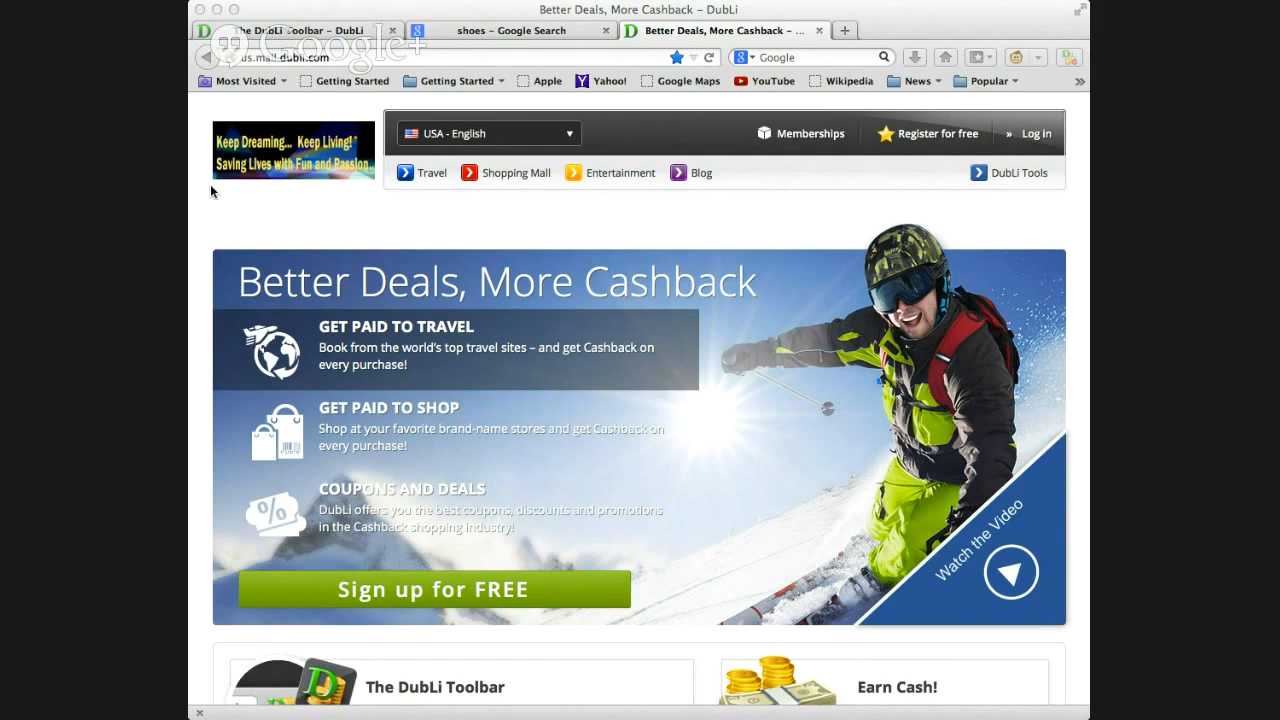 Better Deals, More Cashback – DubLi
The DubLi Toolbar – DubLi
shoes – Google Search
Better Deals, More Cashback – ...
Google+
us.mall.dubli.com
Google
Most Visited
Getting Started
Getting Started
Apple
Yahoo!
Google Maps
YouTube
Wikipedia
News
Popular
Keep Dreaming... Keep Living!
Saving Lives with Fun and Passion...
USA - English
Memberships
Register for free
» Log in
Travel
Shopping Mall
Entertainment
Blog
DubLi Tools
Better Deals, More Cashback
GET PAID TO TRAVEL
Book from the world's top travel sites – and get Cashback on
every purchase!
GET PAID TO SHOP
Shop at your favorite brand-name stores and get Cashback on
every purchase!
COUPONS AND DEALS
DubLi offers you the best coupons, discounts and promotions
in the Cashback shopping industry!
Sign up for FREE
Watch the Video
The DubLi Toolbar
Earn Cash!